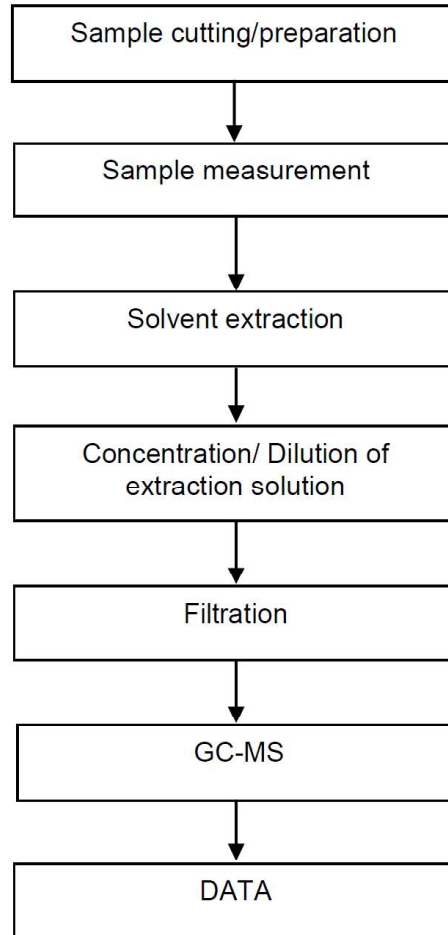 Sample cutting/preparation
Sample measurement
Solvent extraction
Concentration/ Dilution of
extraction solution
Filtration
GC-MS
DATA